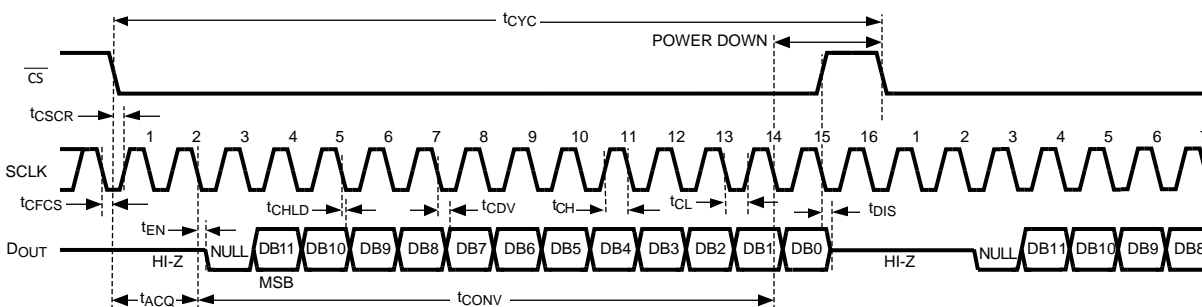 tCYC
POWER DOWN
CS
tCSCR
1 2 3 4 5 6 7 8 9 10 11 12 13 14 15 16 1 2 3 4 5 6 7
SCLK
tCFCS tCHLD tCDV tCH tCL tDIS
tEN
DOUT HI-Z NULL DB11 DB10 DB9 DB8 DB7 DB6 DB5 DB4 DB3 DB2 DB1 DB0 HI-Z NULL DB11 DB10 DB9 DB8
MSB
tACQ tCONV